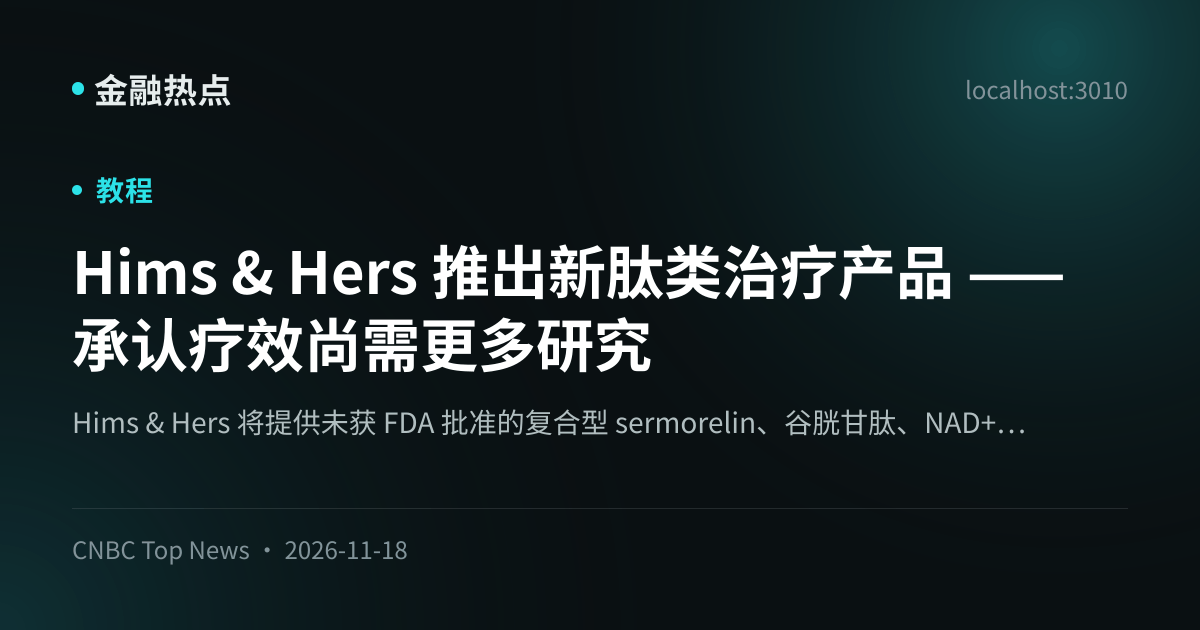 金融热点
localhost:3010
教程
Hims & Hers 推出新肽类治疗产品 ——
承认疗效尚需更多研究
Hims & Hers 将提供未获 FDA 批准的复合型 sermorelin、谷胱甘肽、NAD+…
CNBC Top News · 2026-11-18